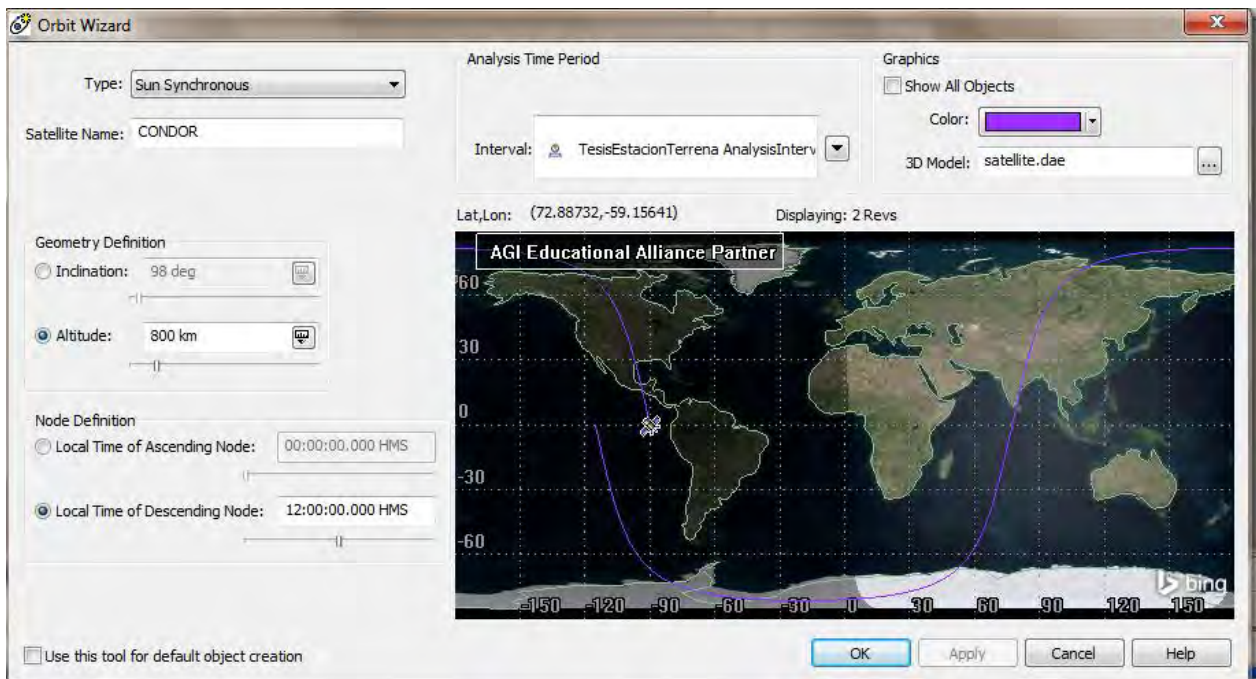 Orbit Wizard
Type: Sun Synchronous
Satellite Name: CONDOR
Analysis Time Period
Interval: TesisEstacionTerrena AnalysisInterv
Graphics
Show All Objects
Color:
3D Model: satellite.dae ...
Lat,Lon: (72.88732,-59.15641) Displaying: 2 Revs
Geometry Definition
Inclination: 98 deg
Altitude: 800 km
Node Definition
Local Time of Ascending Node: 00:00:00.000 HMS
Local Time of Descending Node: 12:00:00.000 HMS
AGI Educational Alliance Partner
60
30
0
-30
-60
-150 -120 -90 -60 -30 0 30 60 90 120 150
bing
Use this tool for default object creation
OK Apply Cancel Help